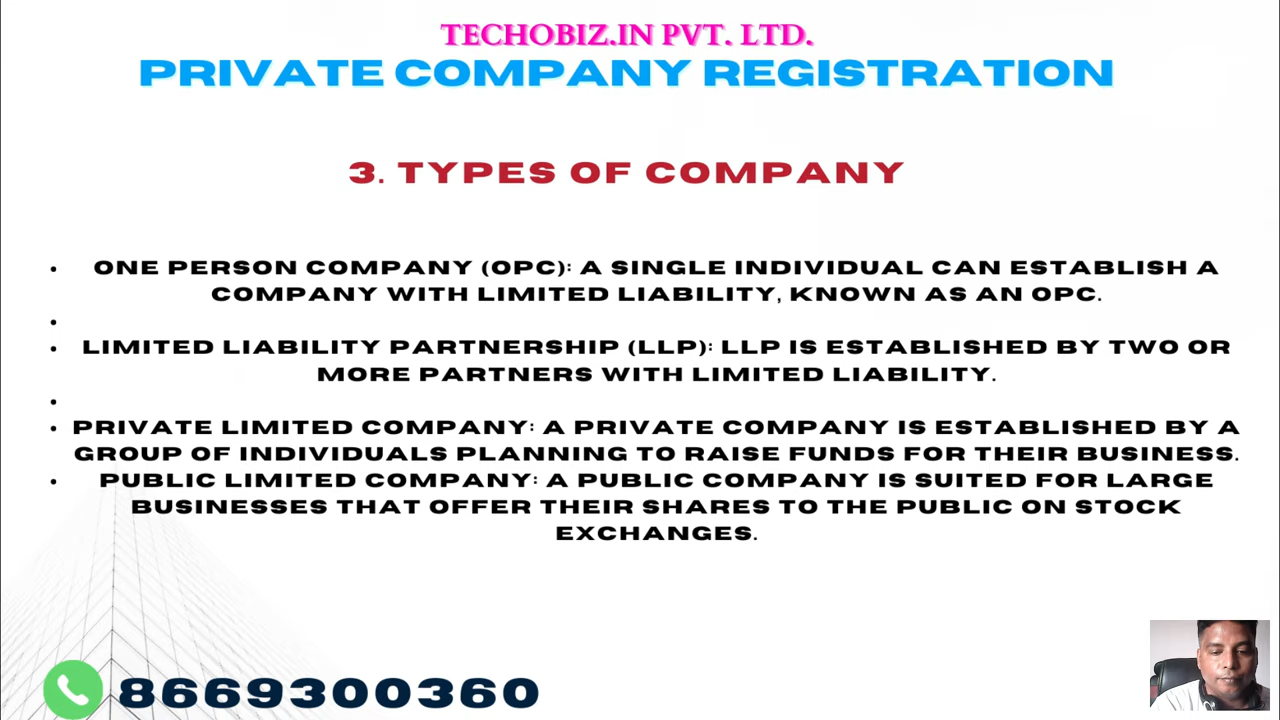 TECHOBIZ.IN PVT. LTD.
PRIVATE COMPANY REGISTRATION
3. TYPES OF COMPANY
• ONE PERSON COMPANY (OPC): A SINGLE INDIVIDUAL CAN ESTABLISH A
COMPANY WITH LIMITED LIABILITY, KNOWN AS AN OPC.
•
• LIMITED LIABILITY PARTNERSHIP (LLP): LLP IS ESTABLISHED BY TWO OR
MORE PARTNERS WITH LIMITED LIABILITY.
•
• PRIVATE LIMITED COMPANY: A PRIVATE COMPANY IS ESTABLISHED BY A
GROUP OF INDIVIDUALS PLANNING TO RAISE FUNDS FOR THEIR BUSINESS.
• PUBLIC LIMITED COMPANY: A PUBLIC COMPANY IS SUITED FOR LARGE
BUSINESSES THAT OFFER THEIR SHARES TO THE PUBLIC ON STOCK
EXCHANGES.
8669300360